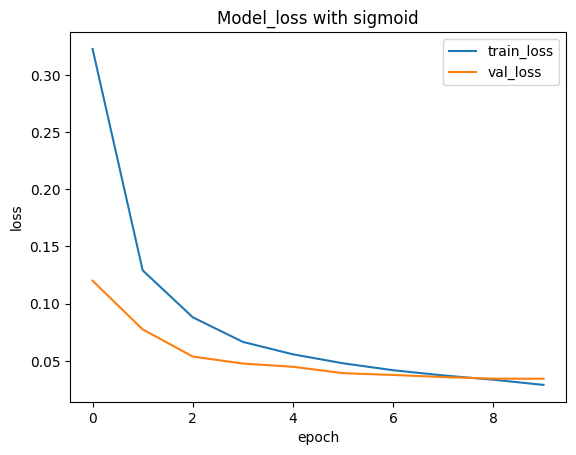 Model_loss with sigmoid
train_loss
val_loss
0.30
0.25
0.20
0.15
0.10
0.05
loss
0 2 4 6 8
epoch